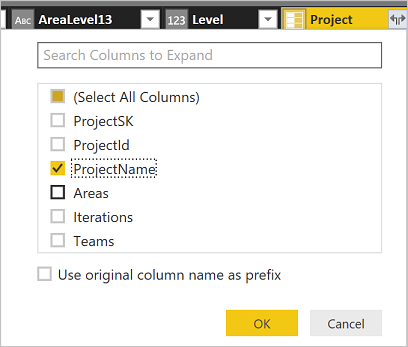 ABC AreaLevel13 123 Level Project
Search Columns to Expand
(Select All Columns)
ProjectSK
ProjectId
ProjectName
Areas
Iterations
Teams
Use original column name as prefix
OK Cancel